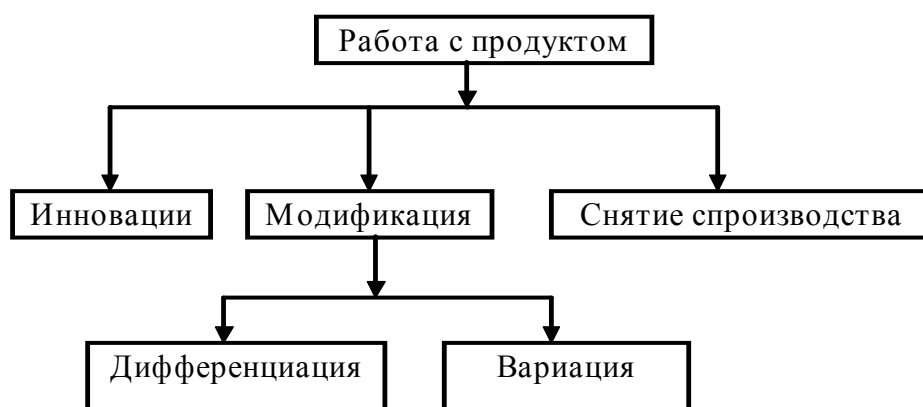 Работа с продуктом
Инновации
Модификация
Снятие спроизводства
Дифференциация
Вариация